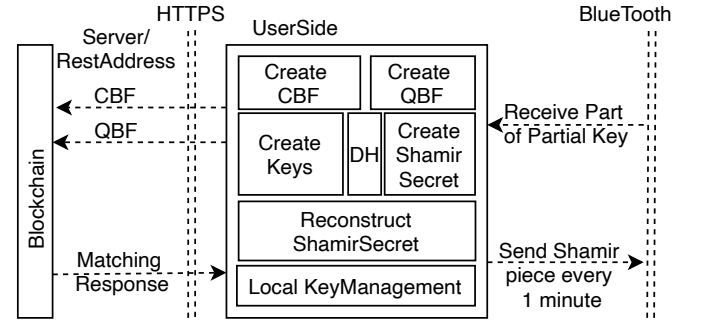 HTTPS
BlueTooth
Server/
RestAddress
UserSide
Create
CBF
Create
QBF
CBF
QBF
Receive Part
of Partial Key
Create
Keys
DH
Create
Shamir
Secret
Blockchain
Reconstruct
ShamirSecret
Matching
Response
Send Shamir
piece every
1 minute
Local KeyManagement